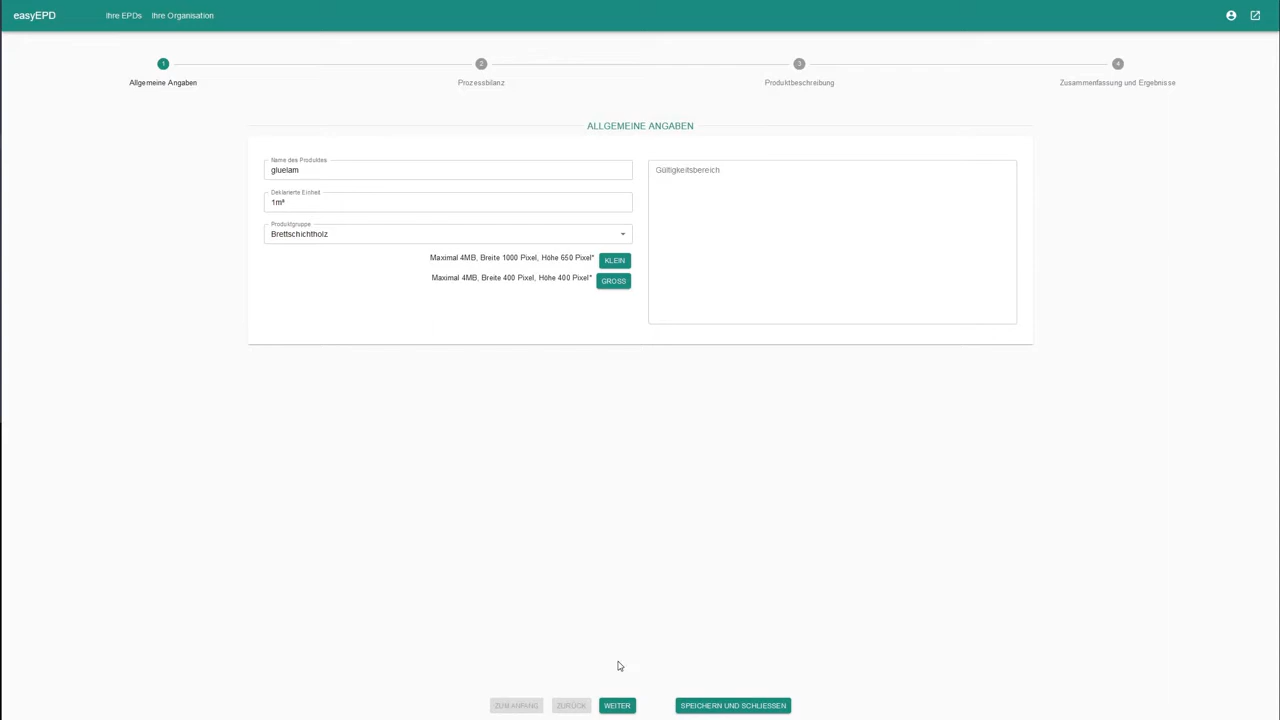 easyEPD
Ihre EPDs Ihre Organisation
1 2 3 4
Allgemeine Angaben Prozessbilanz Produktbeschreibung Zusammenfassung und Ergebnisse
ALLGEMEINE ANGABEN
Name des Produktes
gluelam
Deklarierte Einheit
1m³
Produktgruppe
Brettschichtholz
Maximal 4MB, Breite 1000 Pixel, Höhe 650 Pixel* KLEIN
Maximal 4MB, Breite 400 Pixel, Höhe 400 Pixel* GROSS
Gültigkeitsbereich
ZUM ANFANG ZURÜCK WEITER SPEICHERN UND SCHLIESSEN